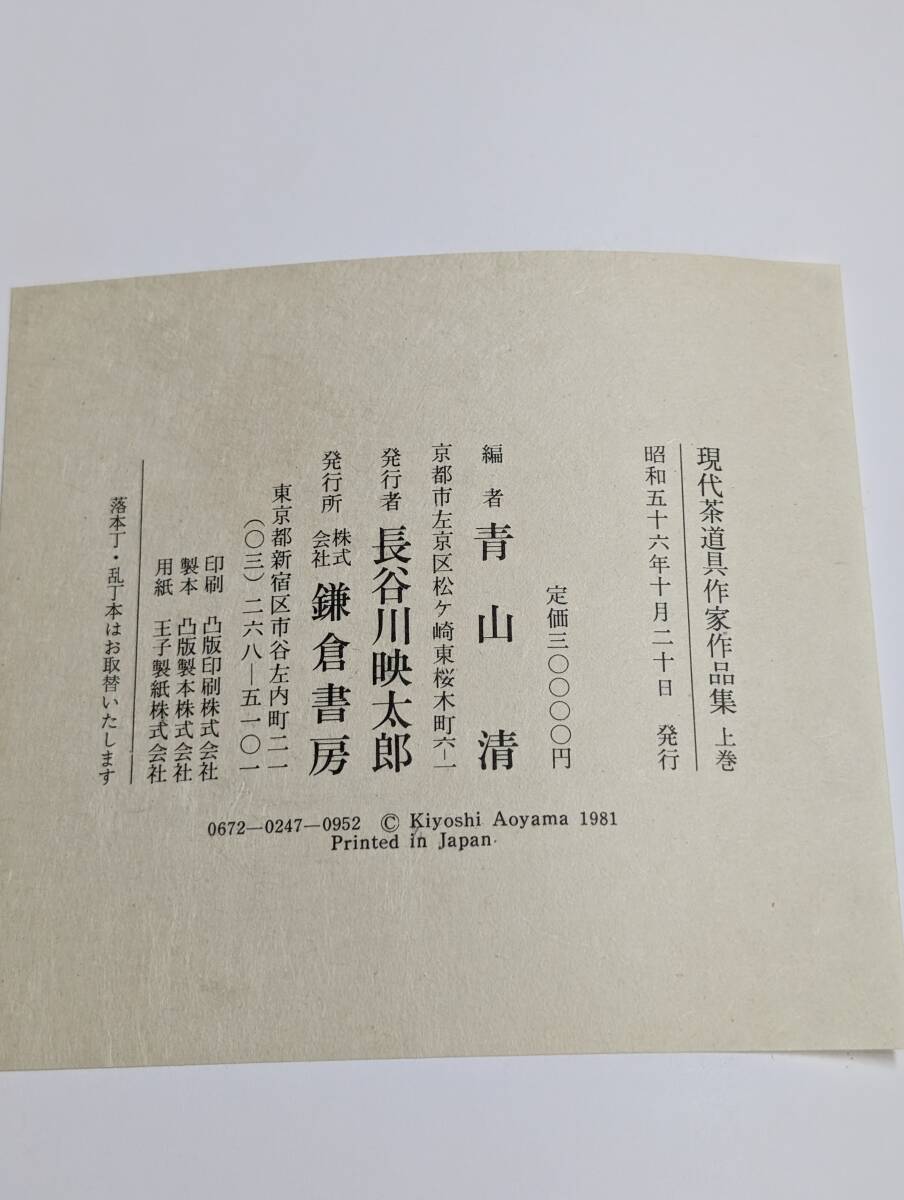 現代茶道具作家作品集 上巻
昭和五十六年十月二十日 発行
定価三〇〇〇〇円
編者 青山 清
京都市左京区松ヶ崎東桜木町六ー一
発行者 長谷川映太郎
発行所 株式会社 鎌倉書房
東京都新宿区市谷左内町二一
(〇三)二六八―五一〇一
印刷 凸版印刷株式会社
製本 凸版製本株式会社
用紙 王子製紙株式会社
落本丁・乱丁本はお取替いたします
0672—0247—0952 © Kiyoshi Aoyama 1981
Printed in Japan